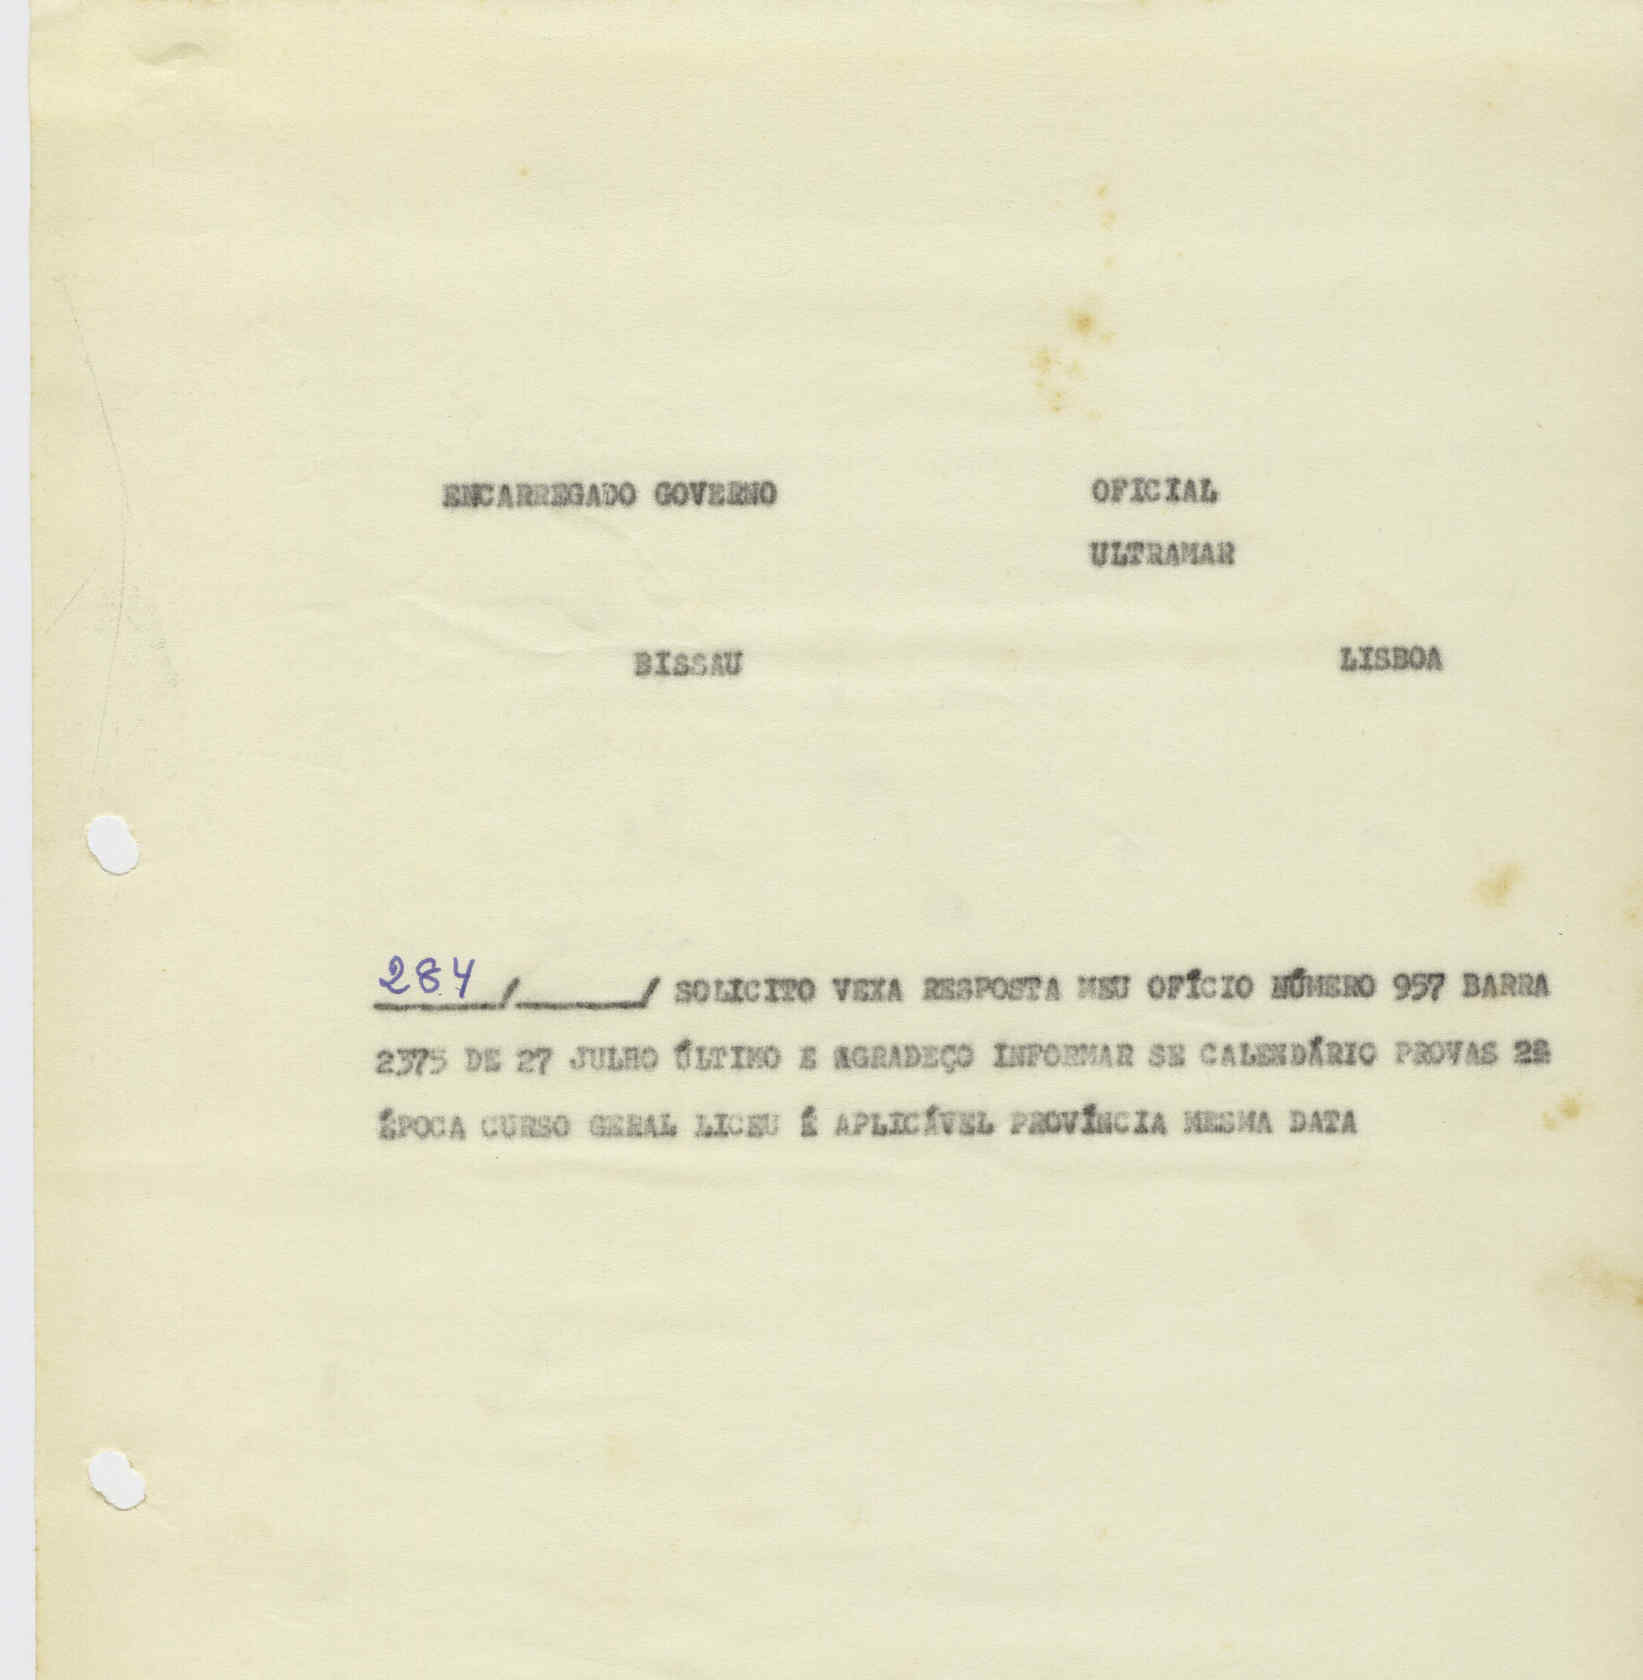 ENCARREGADO GOVERNO OFICIAL
ULTRAMAR
BISSAU LISBOA
284/______/ SOLICITO VEXA RESPOSTA MEU OFÍCIO NÚMERO 957 BARRA
2375 DE 27 JULHO ÚLTIMO E AGRADEÇO INFORMAR SE CALENDÁRIO PROVAS 2ª
ÉPOCA CURSO GERAL LICEU É APLICÁVEL PROVÍNCIA MESMA DATA